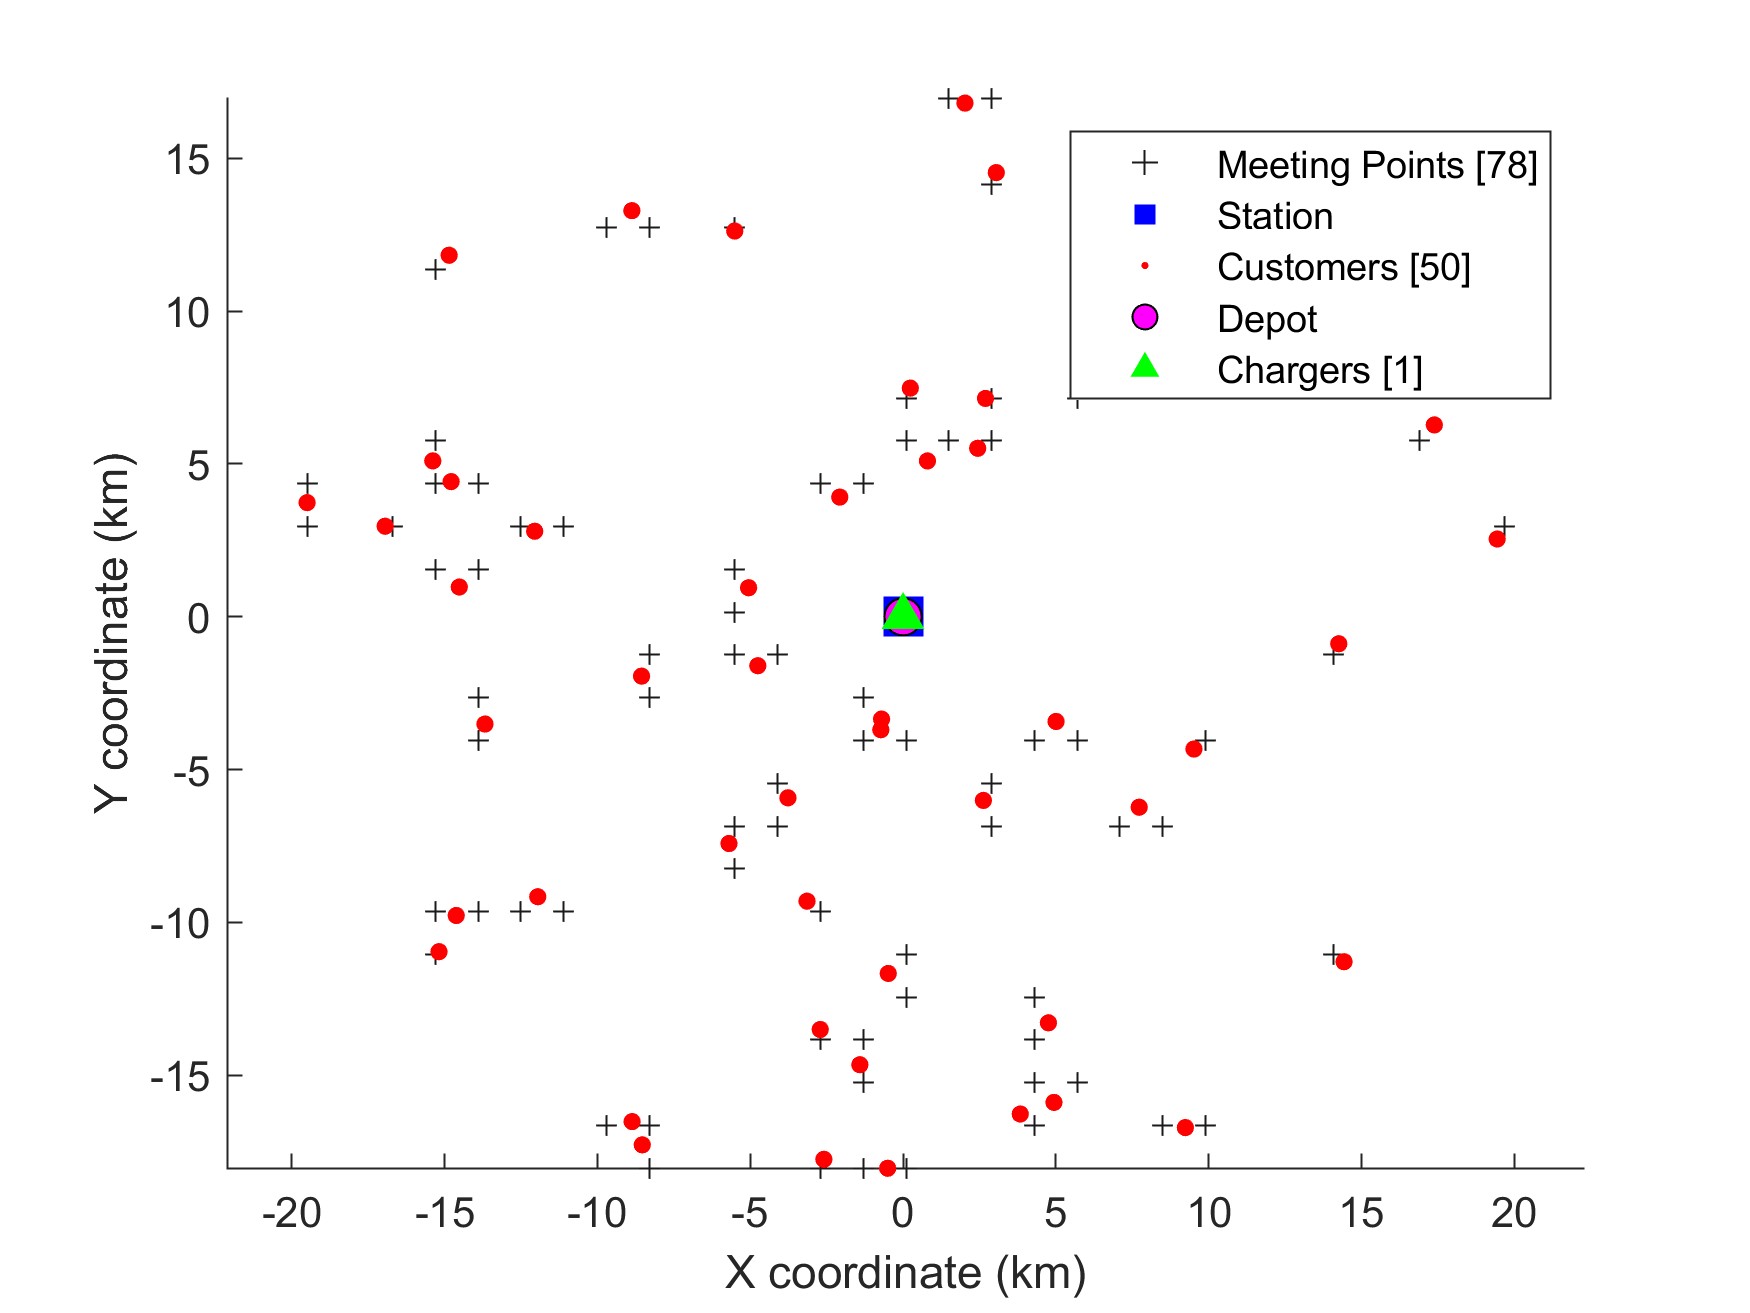 15
10
5
0
-5
-10
-15
Y coordinate (km)
Meeting Points [78]
Station
Customers [50]
Depot
Chargers [1]
-20 -15 -10 -5 0 5 10 15 20
X coordinate (km)